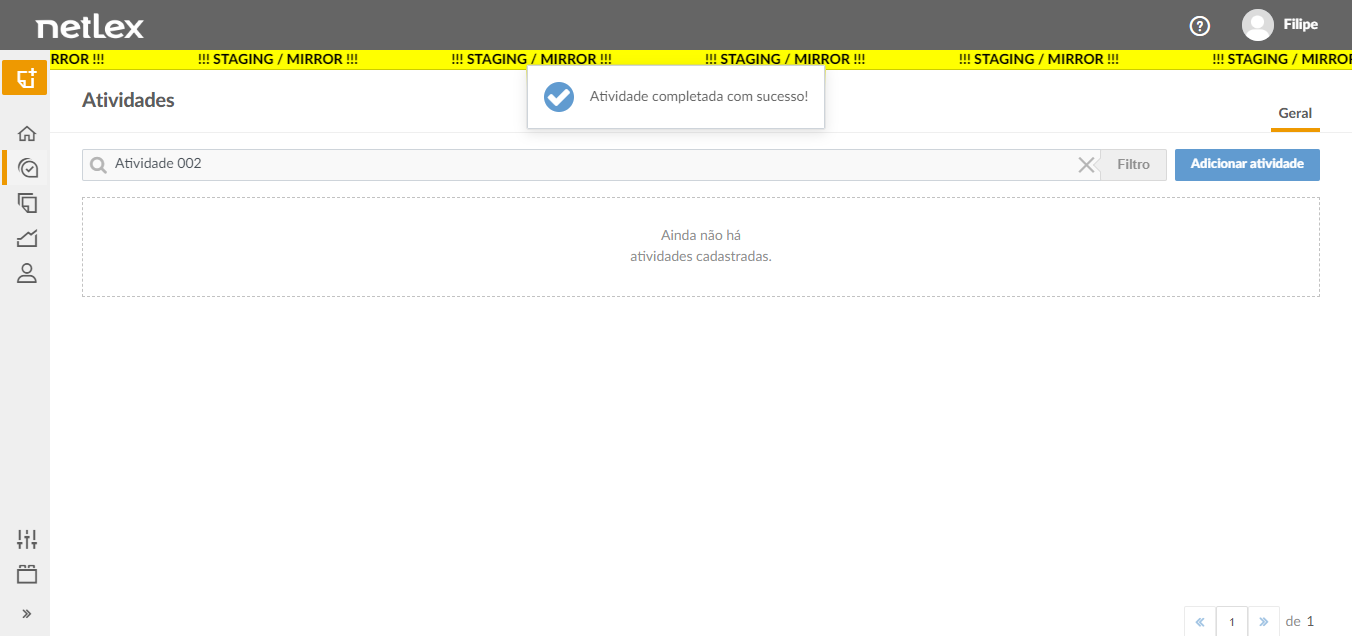 netlex
? Filipe
RROR !!! !!! STAGING / MIRROR !!! !!! STAGING / MIRROR !!! !!! STAGING / MIRROR !!! !!! STAGING / MIRROR !!! !!! STAGING / MIRROR
Atividade completada com sucesso!
Atividades
Geral
Atividade 002
Filtro
Adicionar atividade
Ainda não há
atividades cadastradas.
« 1 » de 1